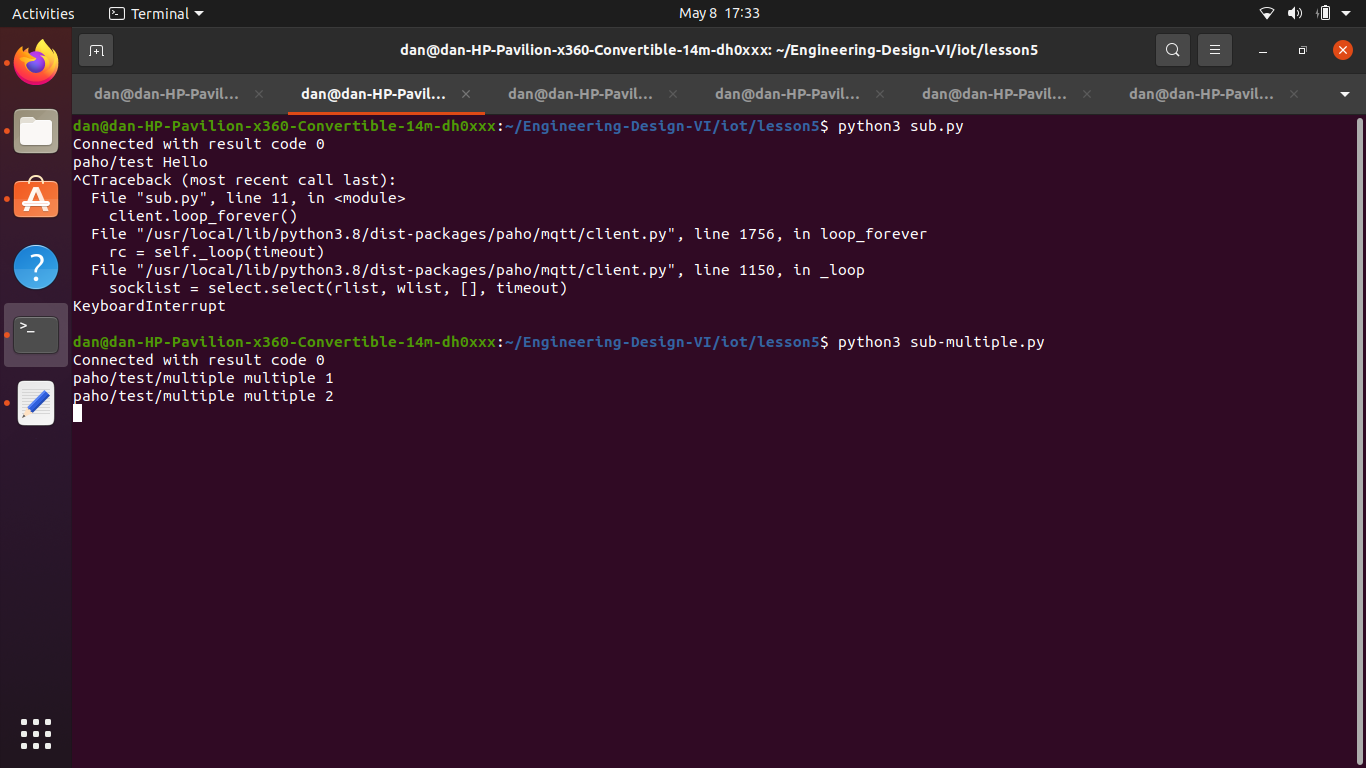 Activities
Terminal
May 8 17:33
dan@dan-HP-Pavilion-x360-Convertible-14m-dh0xxx: ~/Engineering-Design-VI/iot/lesson5
dan@dan-HP-Pavil... dan@dan-HP-Pavil... dan@dan-HP-Pavil... dan@dan-HP-Pavil... dan@dan-HP-Pavil... dan@dan-HP-Pavil...
dan@dan-HP-Pavilion-x360-Convertible-14m-dh0xxx:~/Engineering-Design-VI/iot/lesson5$ python3 sub.py
Connected with result code 0
paho/test Hello
^CTraceback (most recent call last):
  File "sub.py", line 11, in <module>
    client.loop_forever()
  File "/usr/local/lib/python3.8/dist-packages/paho/mqtt/client.py", line 1756, in loop_forever
    rc = self._loop(timeout)
  File "/usr/local/lib/python3.8/dist-packages/paho/mqtt/client.py", line 1150, in _loop
    socklist = select.select(rlist, wlist, [], timeout)
KeyboardInterrupt
dan@dan-HP-Pavilion-x360-Convertible-14m-dh0xxx:~/Engineering-Design-VI/iot/lesson5$ python3 sub-multiple.py
Connected with result code 0
paho/test/multiple multiple 1
paho/test/multiple multiple 2